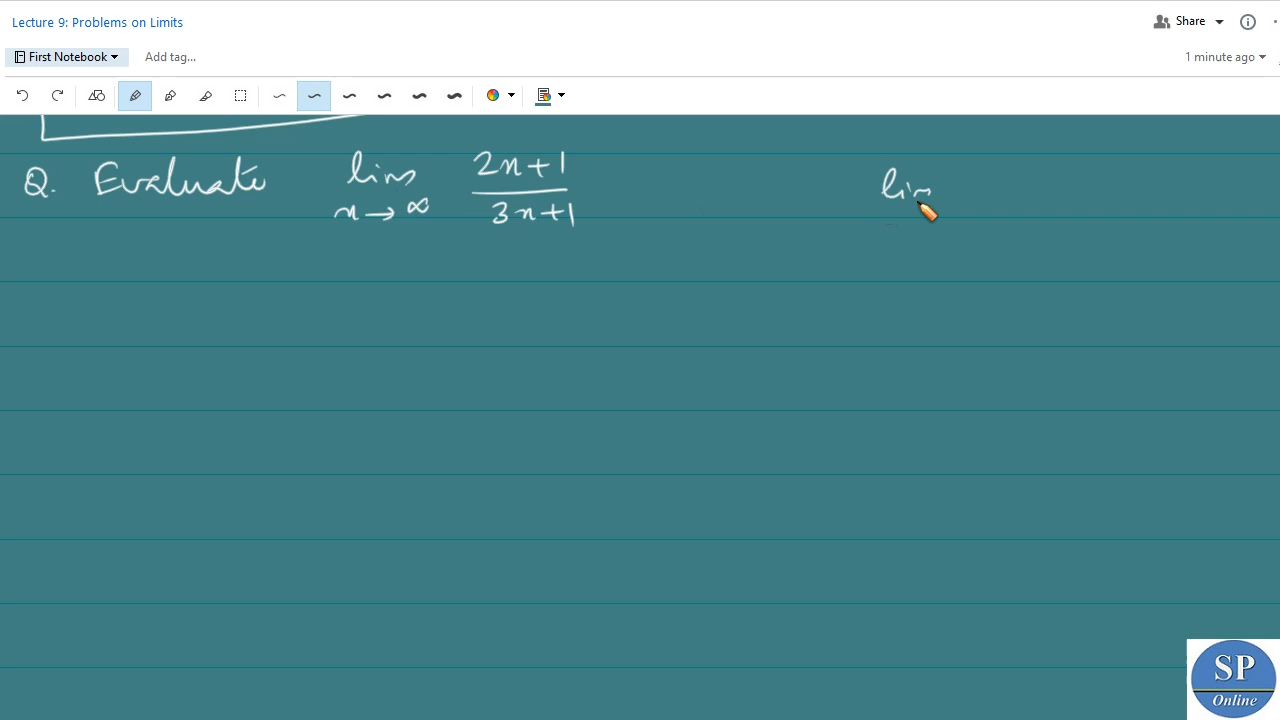 Lecture 9: Problems on Limits
Share
First Notebook
Add tag...
1 minute ago
Q. Evaluate lim x→∞ 2x+1 / 3x+1
lim
SP
Online